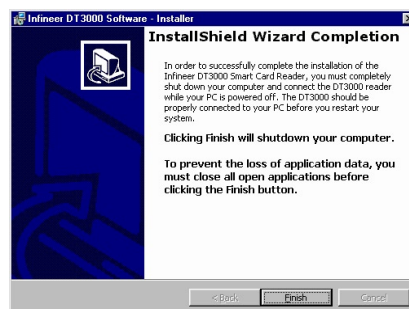 Infineer DT3000 Software - Installer
InstallShield Wizard Completion
In order to successfully complete the installation of the
Infineer DT3000 Smart Card Reader, you must completely
shut down your computer and connect the DT3000 reader
while your PC is powered off. The DT3000 should be
properly connected to your PC before you restart your
system.
Clicking Finish will shutdown your computer.
To prevent the loss of application data, you
must close all open applications before
clicking the Finish button.
< Back Finish Cancel